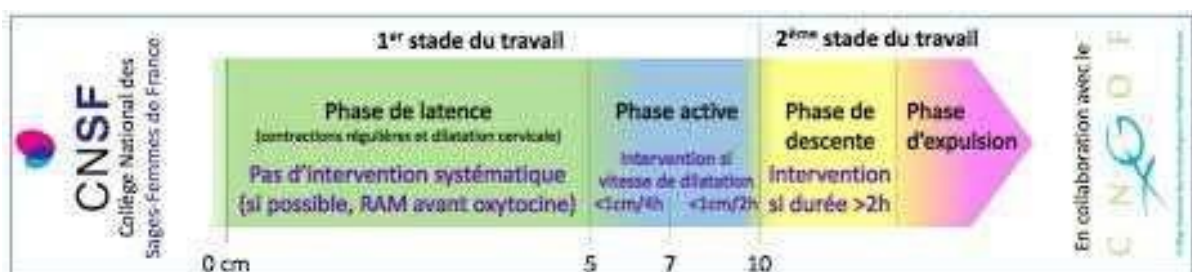 CNSF
Collège National des
Sages-Femmes de France
1er stade du travail
2ème stade du travail
Phase de latence
(contractions régulières et dilatation cervicale)
Pas d'intervention systématique
(si possible, RAM avant oxytocine)
Phase active
Intervention si
vitesse de dilatation
<1cm/4h <1cm/2h
Phase de
descente
Intervention
si durée >2h
Phase
d'expulsion
0 cm 5 7 10
En collaboration avec le
CNGOF